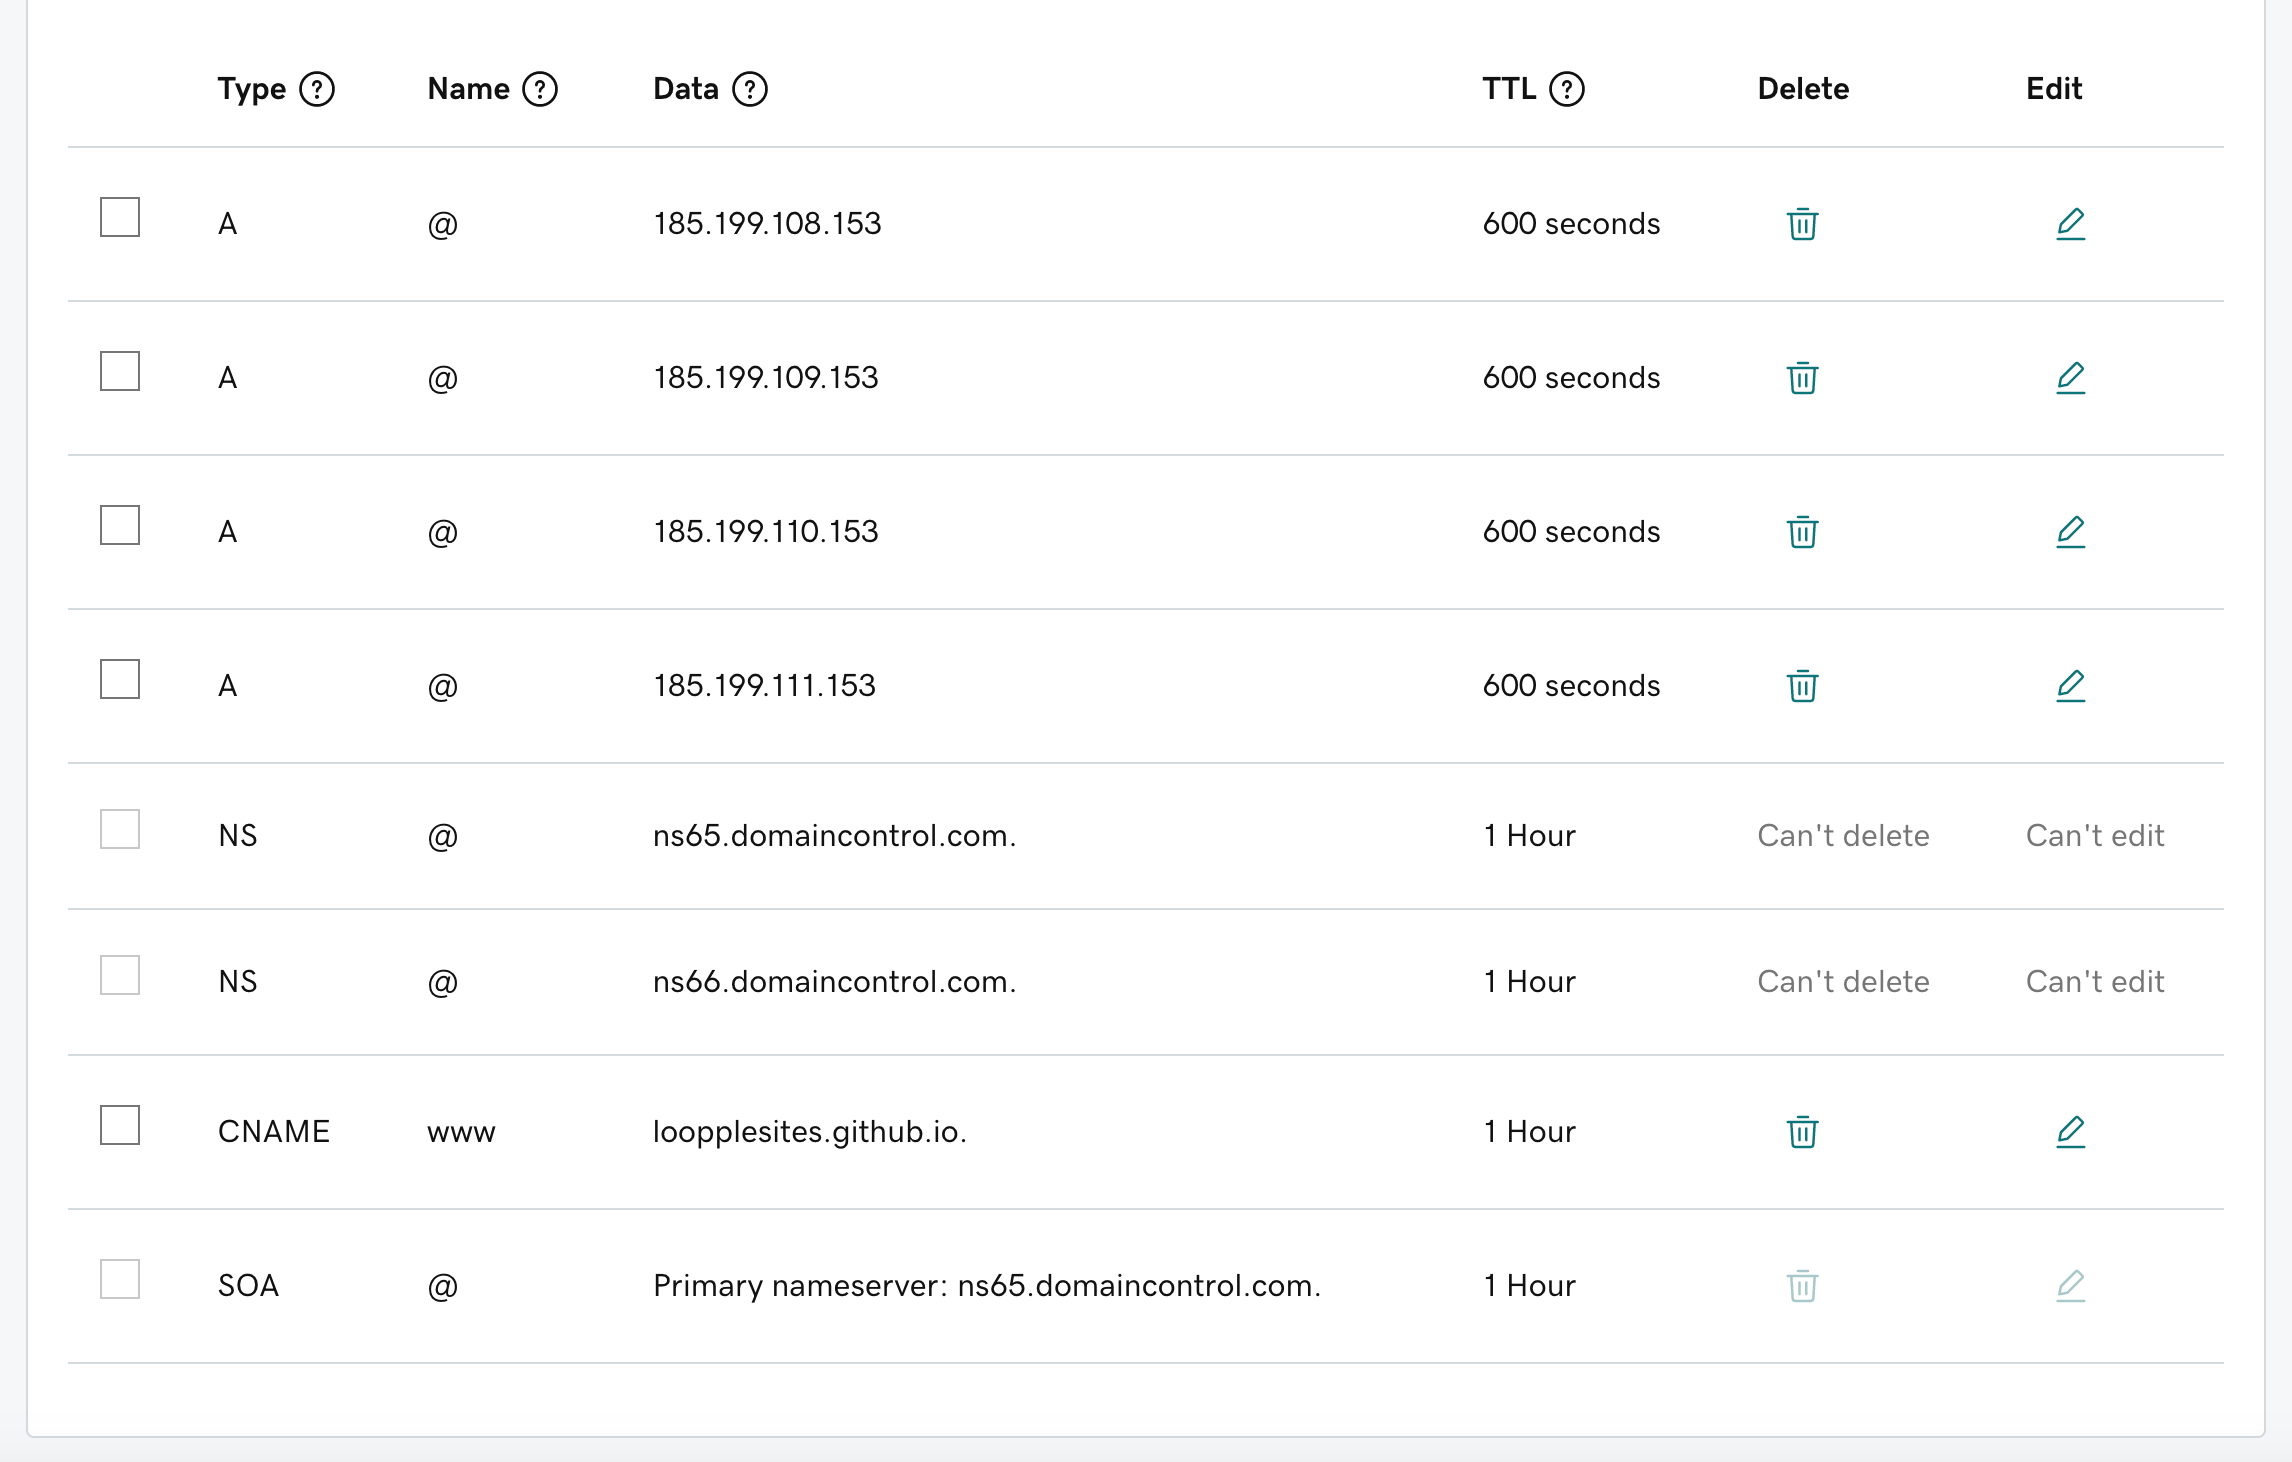 Type ? Name ? Data ? TTL ? Delete Edit
A @ 185.199.108.153 600 seconds
A @ 185.199.109.153 600 seconds
A @ 185.199.110.153 600 seconds
A @ 185.199.111.153 600 seconds
NS @ ns65.domaincontrol.com. 1 Hour Can't delete Can't edit
NS @ ns66.domaincontrol.com. 1 Hour Can't delete Can't edit
CNAME www loopplesites.github.io. 1 Hour
SOA @ Primary nameserver: ns65.domaincontrol.com. 1 Hour